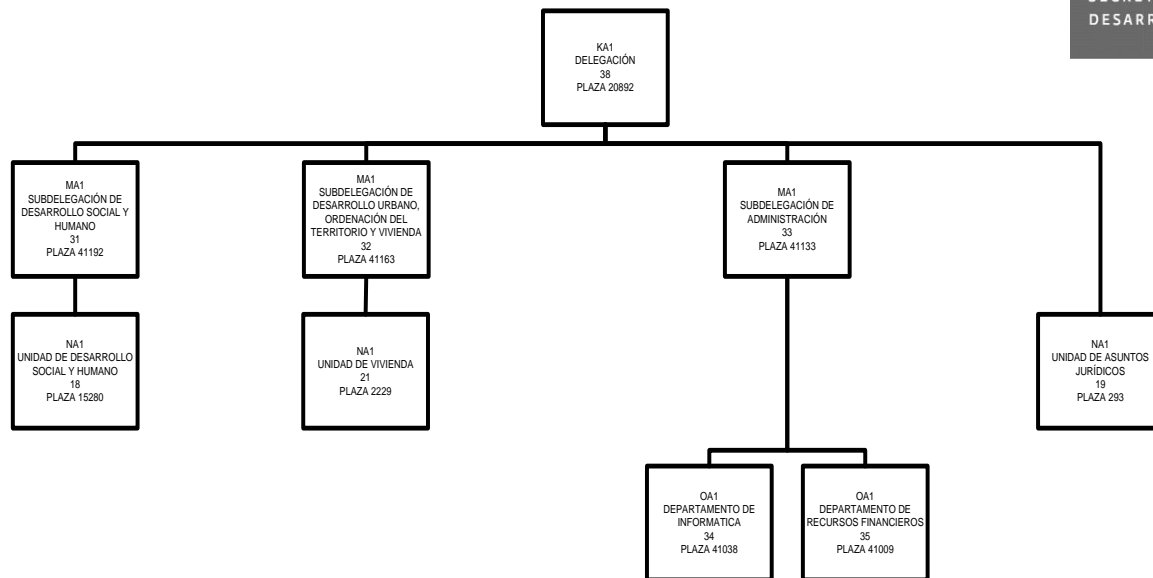 DESARR
KA1
DELEGACIÓN
38
PLAZA 20892
MA1
SUBDELEGACIÓN DE
DESARROLLO SOCIAL Y
HUMANO
31
PLAZA 41192
MA1
SUBDELEGACIÓN DE
DESARROLLO URBANO,
ORDENACIÓN DEL
TERRITORIO Y VIVIENDA
32
PLAZA 41163
MA1
SUBDELEGACIÓN DE
ADMINISTRACIÓN
33
PLAZA 41133
NA1
UNIDAD DE DESARROLLO
SOCIAL Y HUMANO
18
PLAZA 15280
NA1
UNIDAD DE VIVIENDA
21
PLAZA 2229
NA1
UNIDAD DE ASUNTOS
JURÍDICOS
19
PLAZA 293
OA1
DEPARTAMENTO DE
INFORMATICA
34
PLAZA 41038
OA1
DEPARTAMENTO DE
RECURSOS FINANCIEROS
35
PLAZA 41009